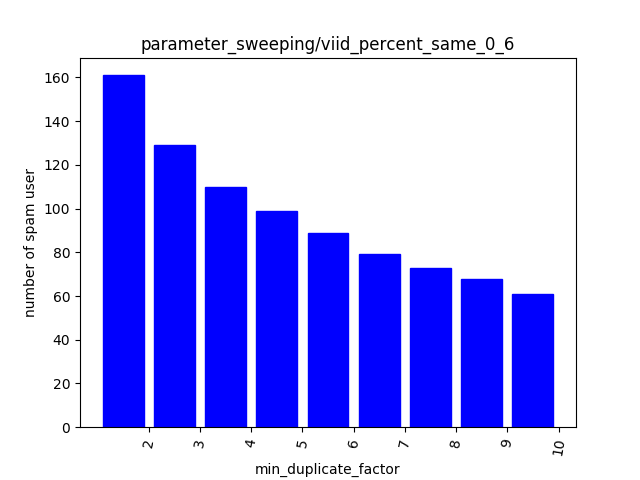 parameter_sweeping/viid_percent_same_0_6
160
140
120
100
80
60
40
20
0
number of spam user
2 3 4 5 6 7 8 9 10
min_duplicate_factor